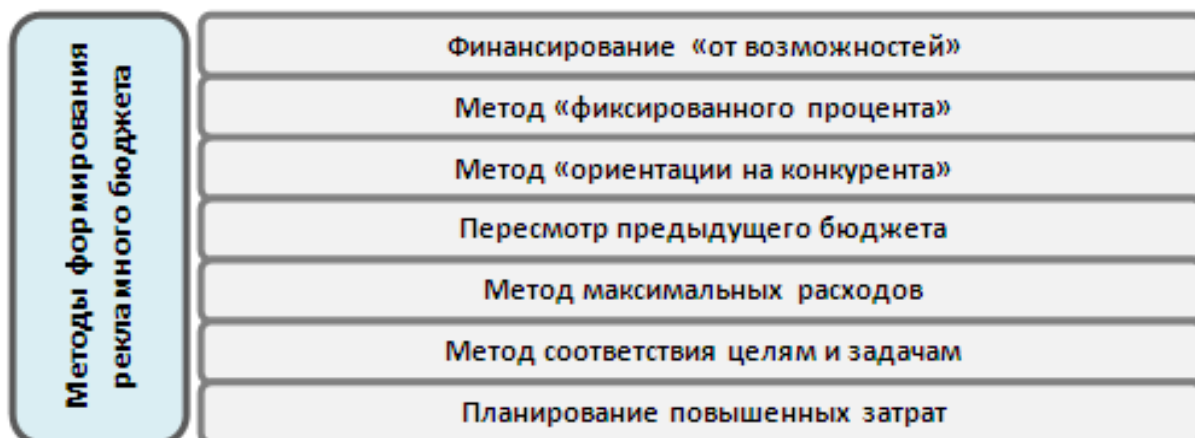 Методы формирования
рекламного бюджета
Финансирование «от возможностей»
Метод «фиксированного процента»
Метод «ориентации на конкурента»
Пересмотр предыдущего бюджета
Метод максимальных расходов
Метод соответствия целям и задачам
Планирование повышенных затрат